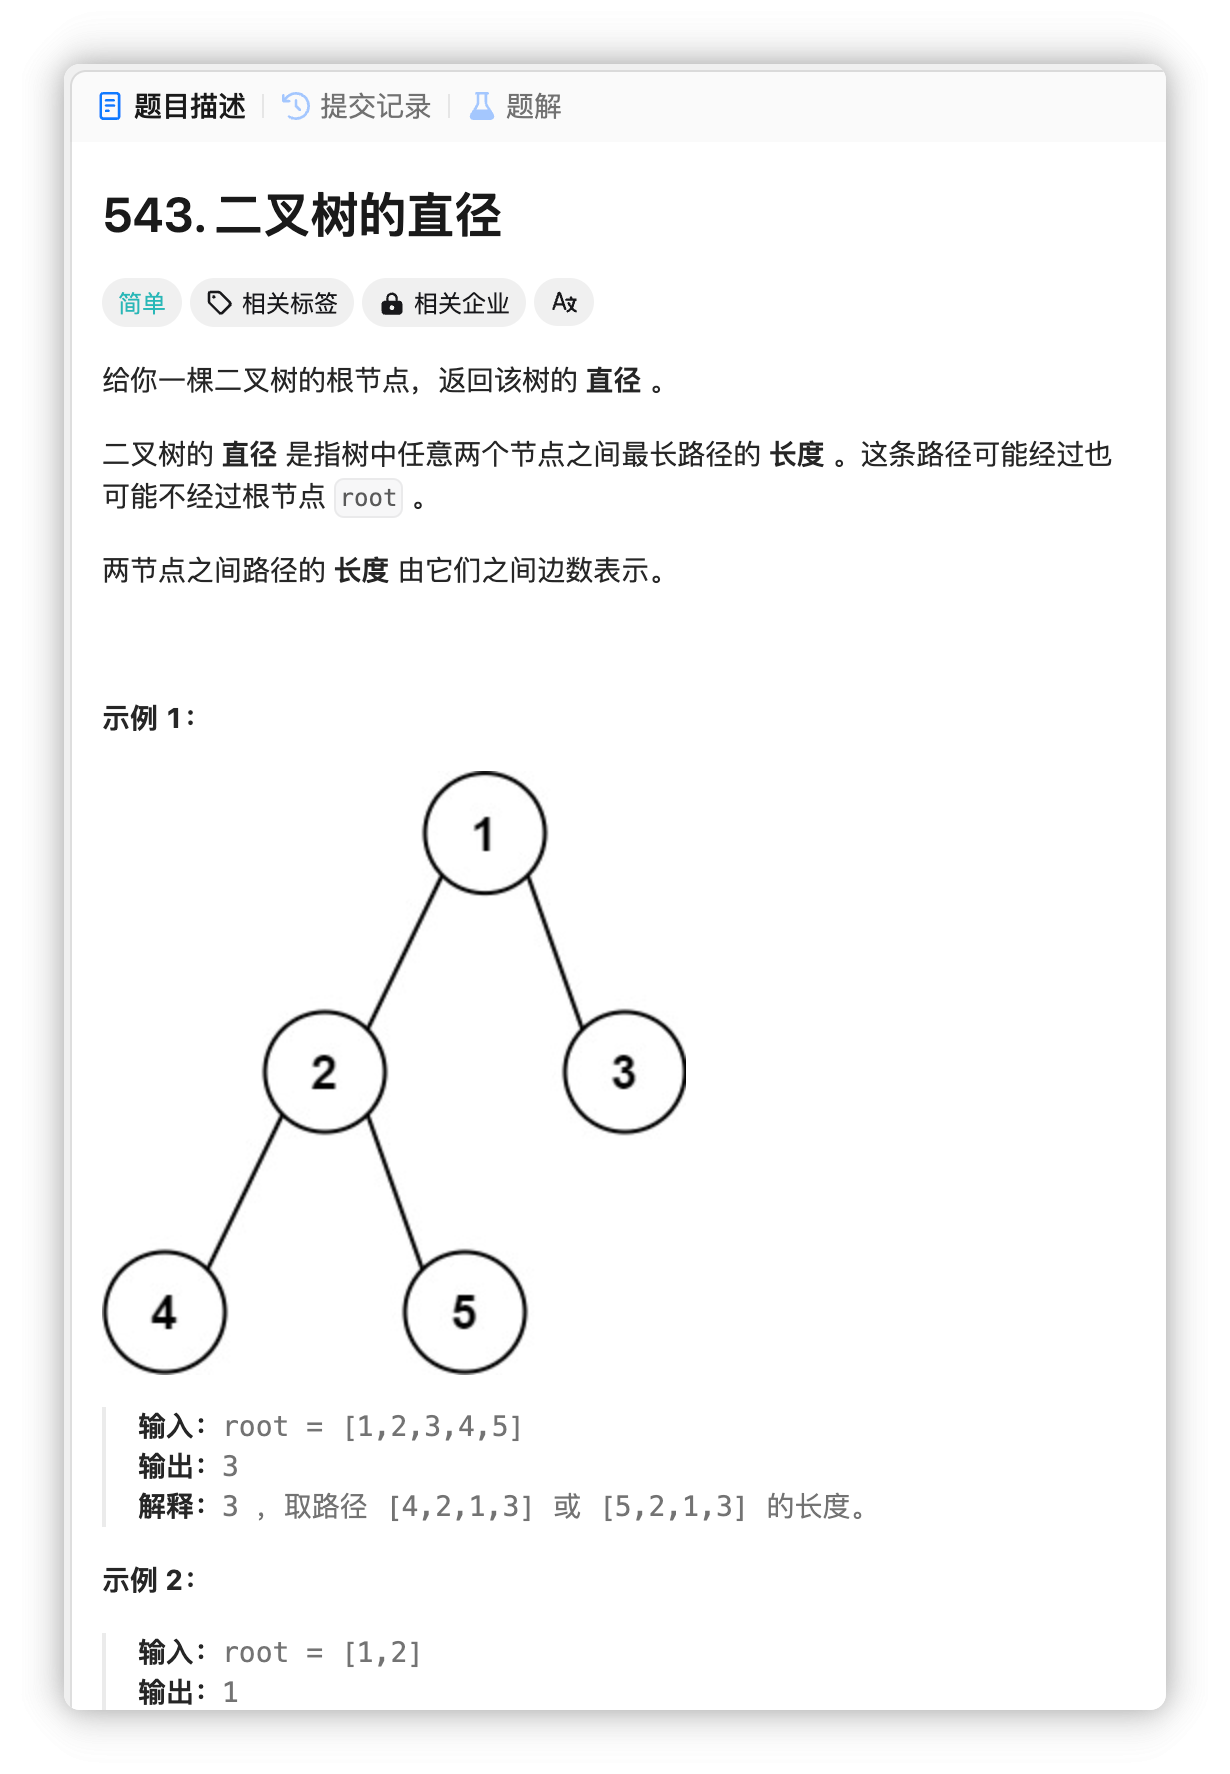 题目描述 提交记录 题解
543. 二叉树的直径
简单 相关标签 相关企业
给你一棵二叉树的根节点，返回该树的 直径 。
二叉树的 直径 是指树中任意两个节点之间最长路径的 长度 。这条路径可能经过也
可能不经过根节点 root 。
两节点之间路径的 长度 由它们之间边数表示。
示例 1：
1
2 3
4 5
输入：root = [1,2,3,4,5]
输出：3
解释：3 ，取路径 [4,2,1,3] 或 [5,2,1,3] 的长度。
示例 2：
输入：root = [1,2]
输出：1